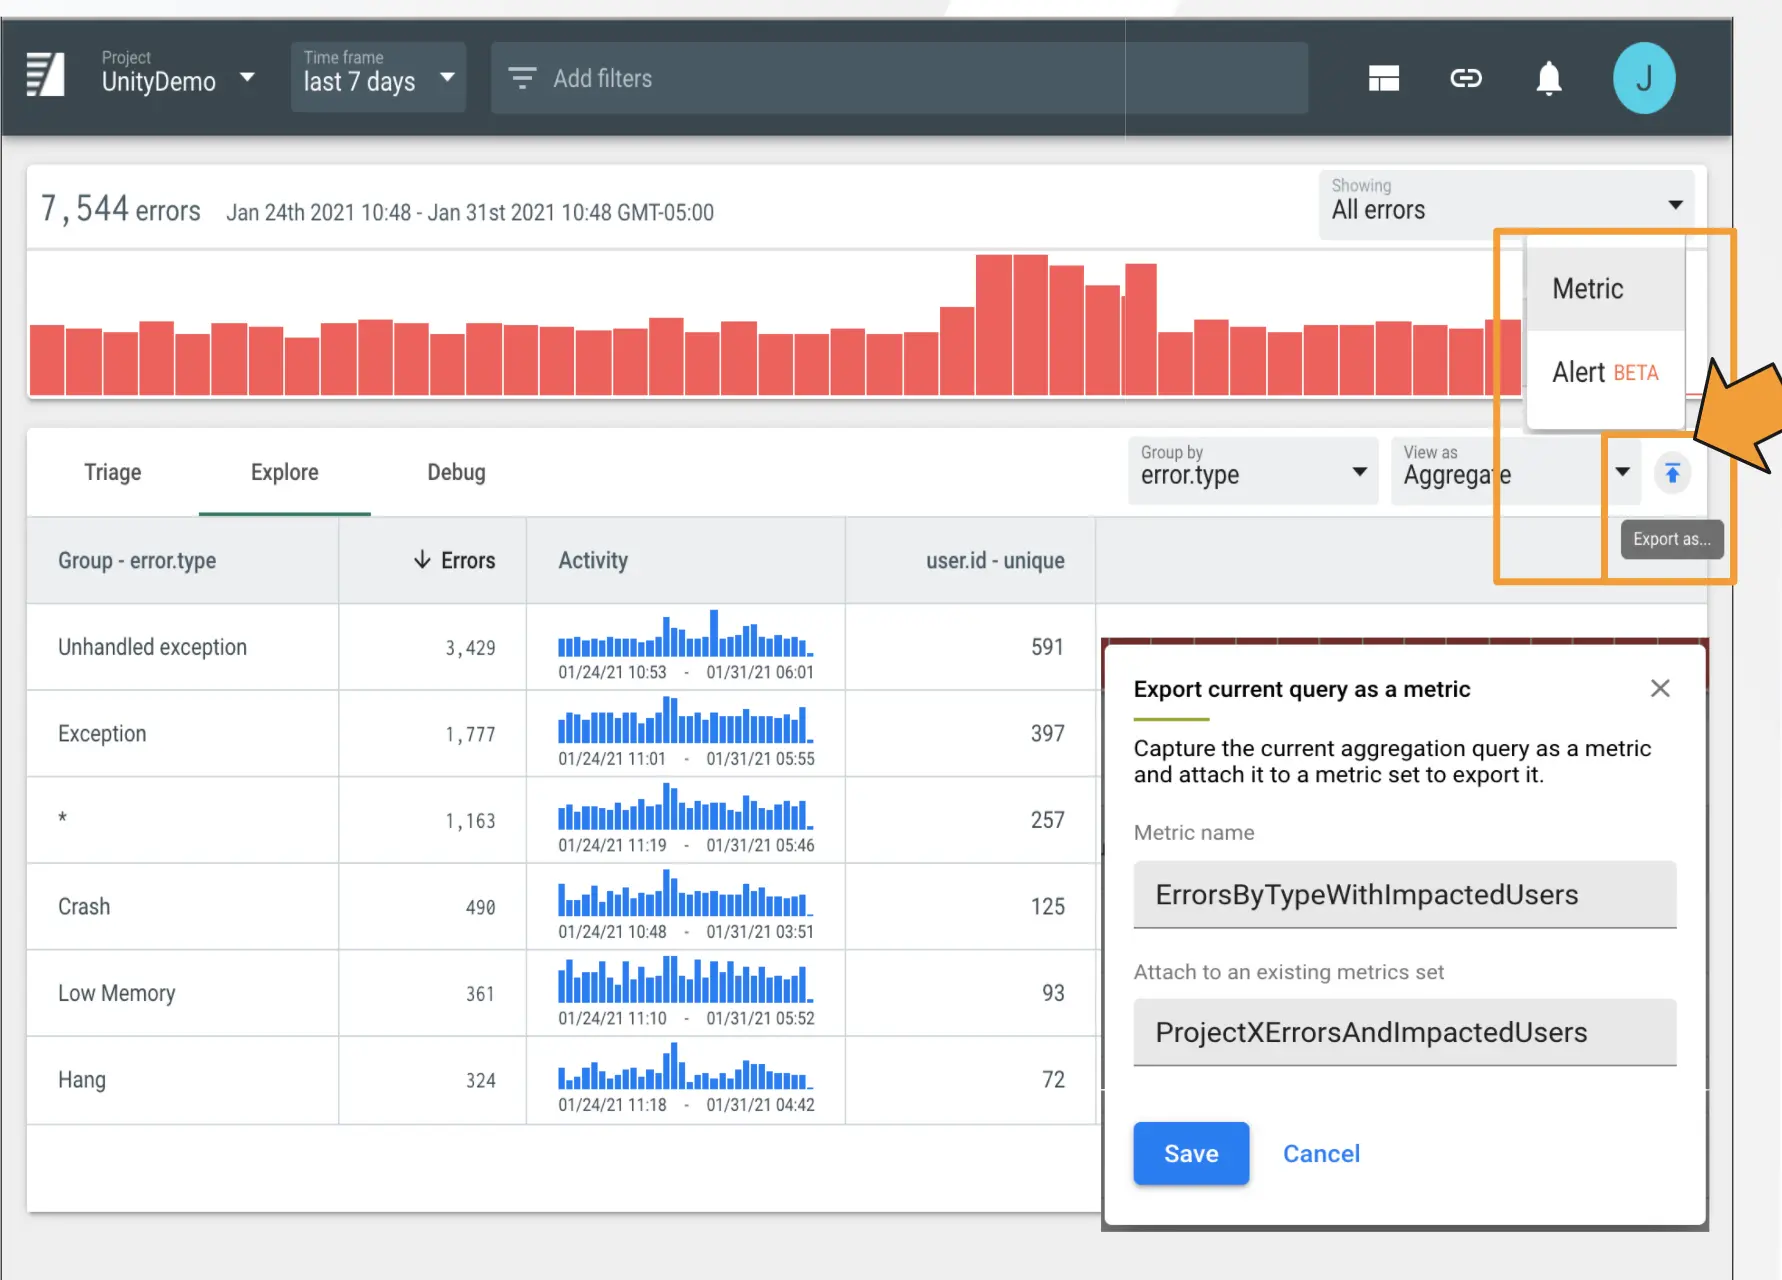 Project
UnityDemo
Time frame
last 7 days
Add filters
J
7,544 errors
Jan 24th 2021 10:48 - Jan 31st 2021 10:48 GMT-05:00
Showing
All errors
Metric
Alert BETA
Triage
Explore
Debug
Group by
error.type
View as
Aggregate
Export as...
Group - error.type
Errors
Activity
user.id - unique
Unhandled exception
3,429
01/24/21 10:53 - 01/31/21 06:01
591
Exception
1,777
01/24/21 11:01 - 01/31/21 05:55
397
*
1,163
01/24/21 11:19 - 01/31/21 05:46
257
Crash
490
01/24/21 10:48 - 01/31/21 03:51
125
Low Memory
361
01/24/21 11:10 - 01/31/21 05:52
93
Hang
324
01/24/21 11:18 - 01/31/21 04:42
72
Export current query as a metric
Capture the current aggregation query as a metric
and attach it to a metric set to export it.
Metric name
ErrorsByTypeWithImpactedUsers
Attach to an existing metrics set
ProjectXErrorsAndImpactedUsers
Save
Cancel